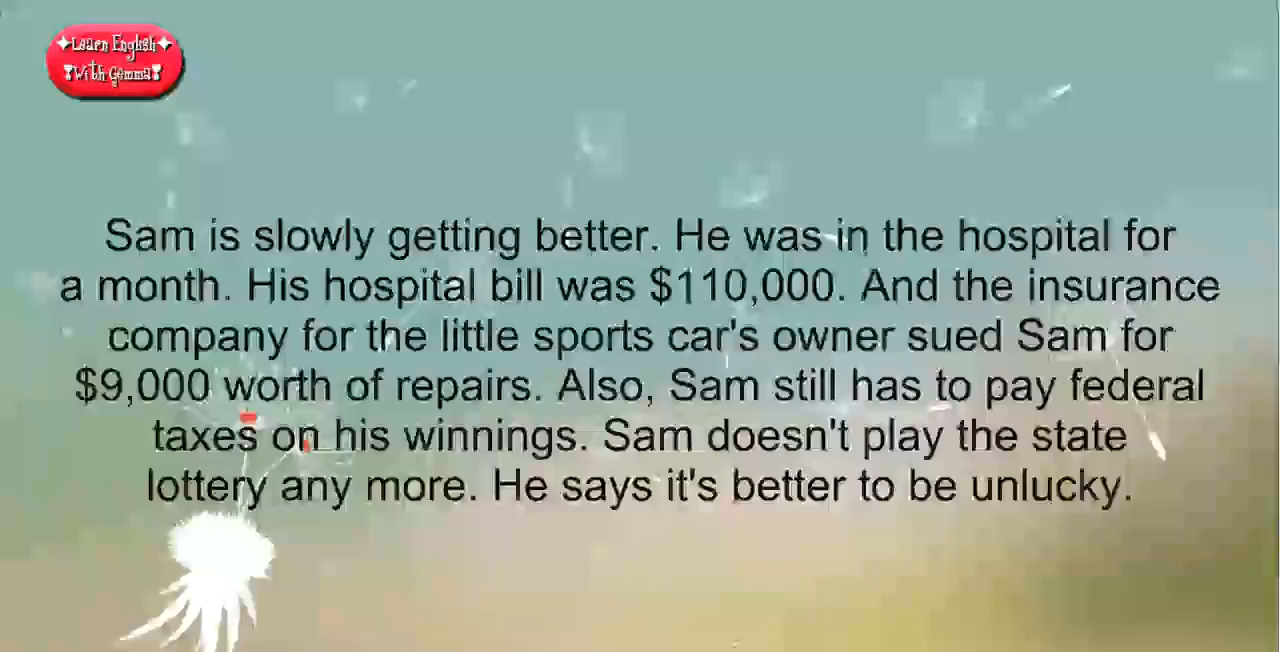 Learn English
With Gemma
Sam is slowly getting better. He was in the hospital for
a month. His hospital bill was $110,000. And the insurance
company for the little sports car's owner sued Sam for
$9,000 worth of repairs. Also, Sam still has to pay federal
taxes on his winnings. Sam doesn't play the state
lottery any more. He says it's better to be unlucky.